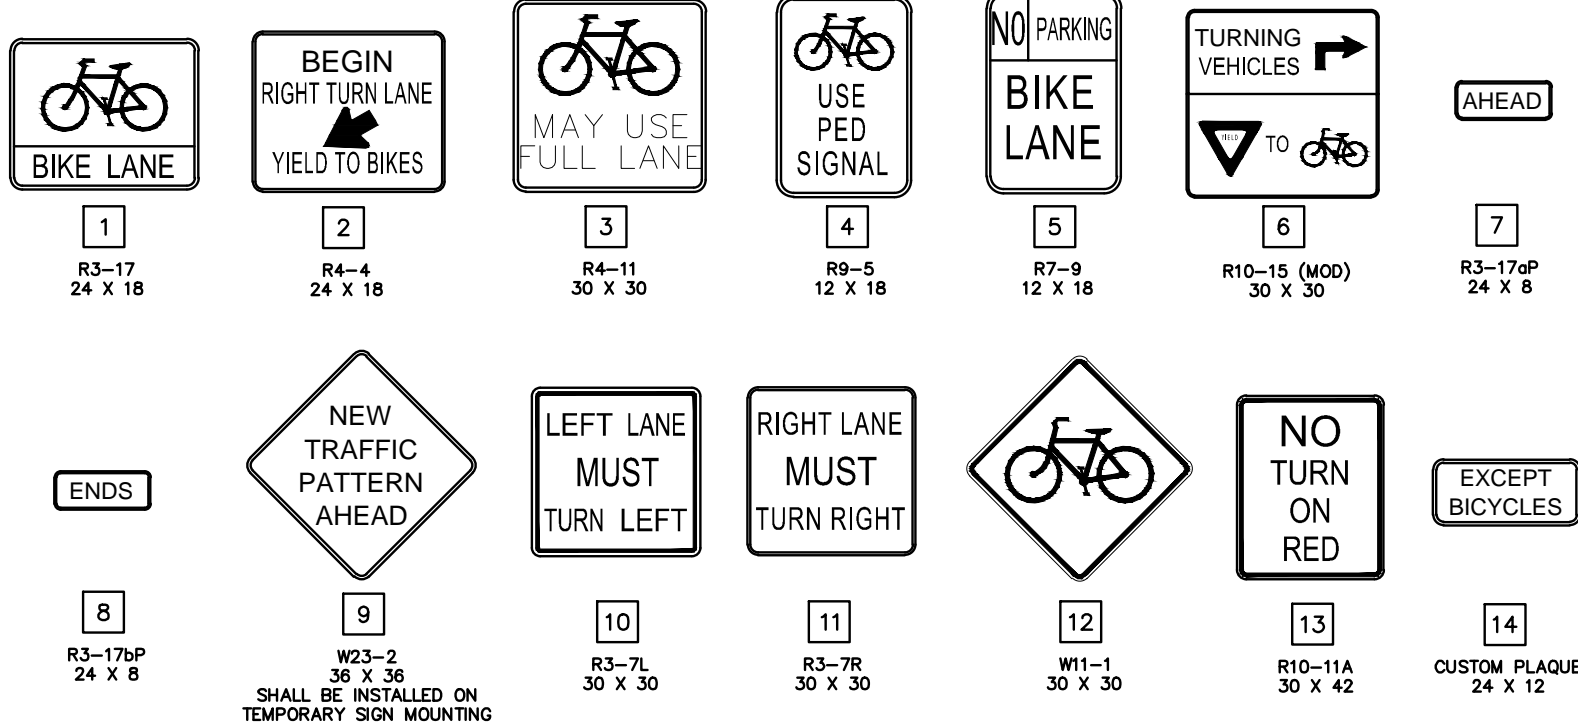 BIKE LANE
1
R3-17
24 X 18
BEGIN
RIGHT TURN LANE
YIELD TO BIKES
2
R4-4
24 X 18
MAY USE
FULL LANE
3
R4-11
30 X 30
USE
PED
SIGNAL
4
R9-5
12 X 18
NO PARKING
BIKE
LANE
5
R7-9
12 X 18
TURNING
VEHICLES
YIELD TO
6
R10-15 (MOD)
30 X 30
AHEAD
7
R3-17aP
24 X 8
ENDS
8
R3-17bP
24 X 8
NEW
TRAFFIC
PATTERN
AHEAD
9
W23-2
36 X 36
SHALL BE INSTALLED ON
TEMPORARY SIGN MOUNTING
LEFT LANE
MUST
TURN LEFT
10
R3-7L
30 X 30
RIGHT LANE
MUST
TURN RIGHT
11
R3-7R
30 X 30
12
W11-1
30 X 30
NO
TURN
ON
RED
13
R10-11A
30 X 42
EXCEPT
BICYCLES
14
CUSTOM PLAQUE
24 X 12